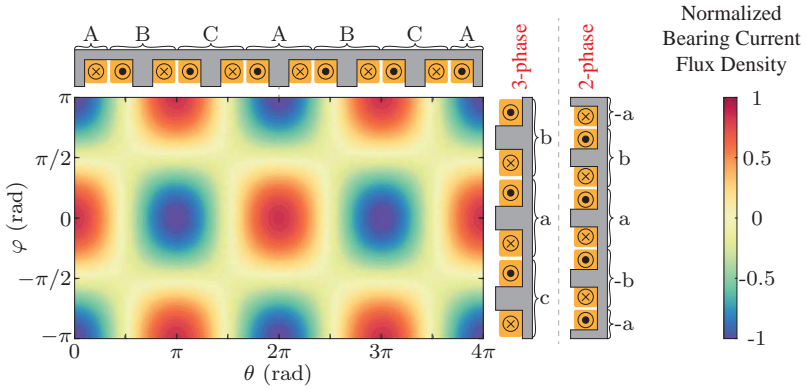 A B C A B C A
3-phase
2-phase
Normalized
Bearing Current
Flux Density
φ (rad)
π
π/2
0
−π/2
−π
0 π 2π 3π 4π
θ (rad)
b
a
c
-a
b
a
-b
-a
1
0.5
0
-0.5
-1